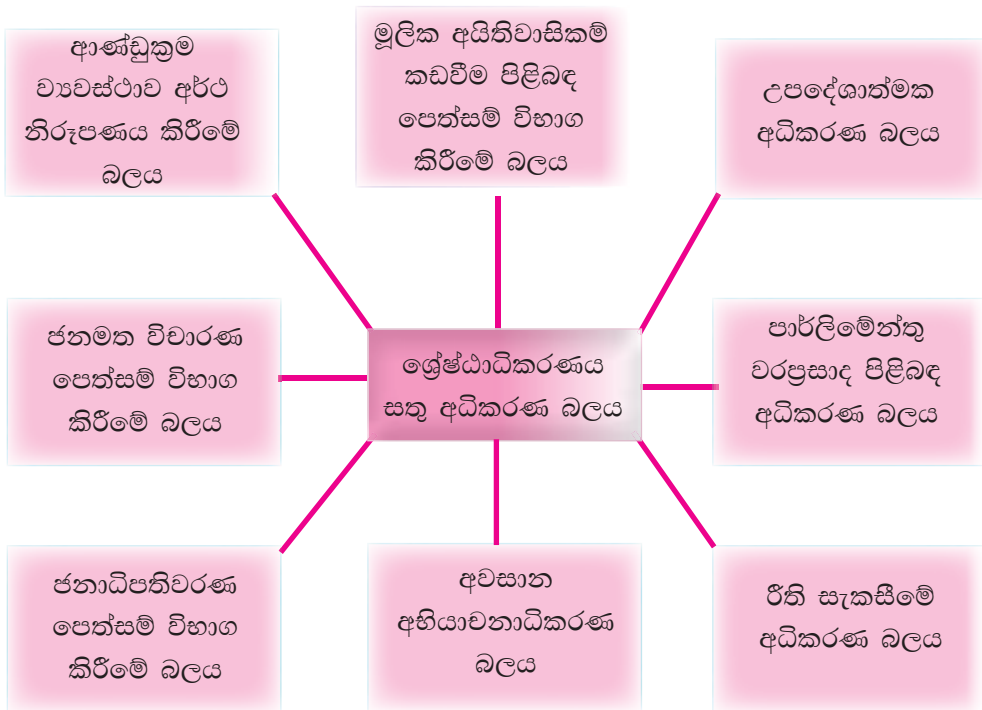 ආණ්ඩුක්‍රම
ව්‍යවස්ථාව අර්ථ
නිරූපණය කිරීමේ
බලය
මූලික අයිතිවාසිකම්
කඩවීම පිළිබඳ
පෙත්සම් විභාග
කිරීමේ බලය
උපදේශාත්මක
අධිකරණ බලය
ජනමත විචාරණ
පෙත්සම් විභාග
කිරීමේ බලය
ශ්‍රේෂ්ඨාධිකරණය
සතු අධිකරණ බලය
පාර්ලිමේන්තු
වරප්‍රසාද පිළිබඳ
අධිකරණ බලය
ජනාධිපතිවරණ
පෙත්සම් විභාග
කිරීමේ බලය
අවසාන
අභියාචනාධිකරණ
බලය
රීති සැකසීමේ
අධිකරණ බලය